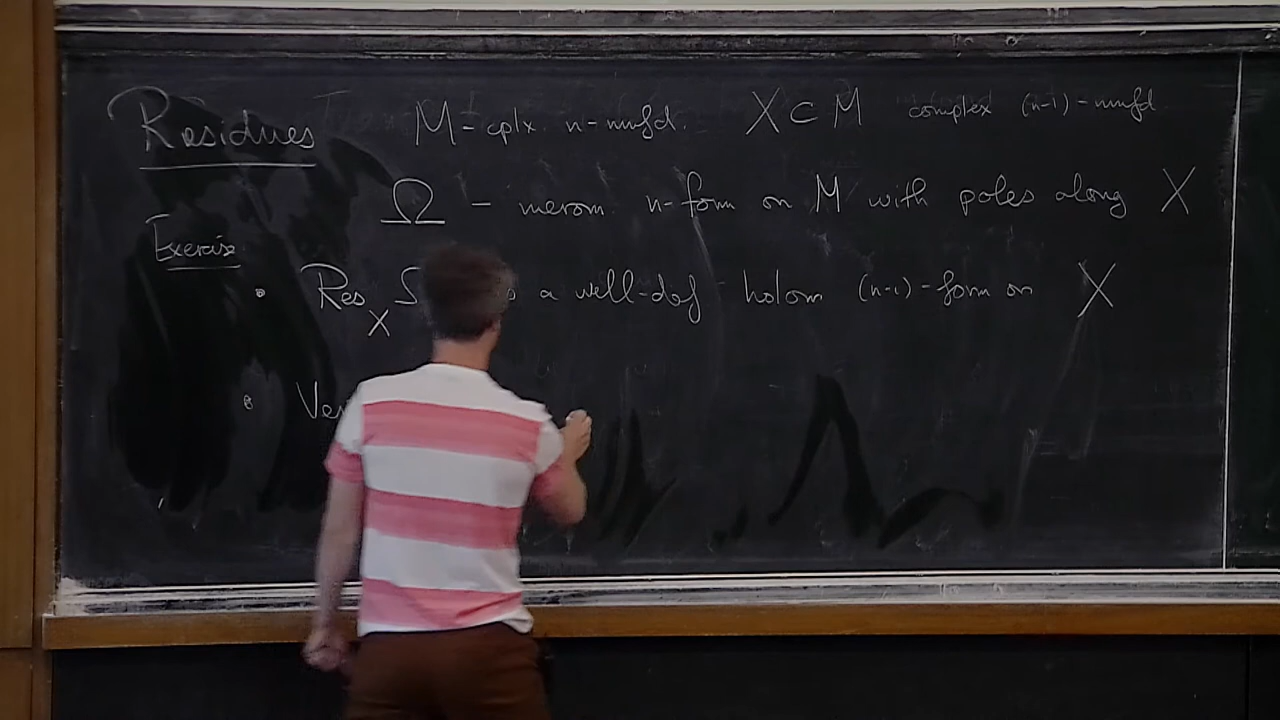 Residues M - cplx. n-mnfd. X ⊂ M complex (n-1)-mnfd
Ω - merom. n-form on M with poles along X
Exercise
• Res_X a well-def holom (n-1)-form on X
•